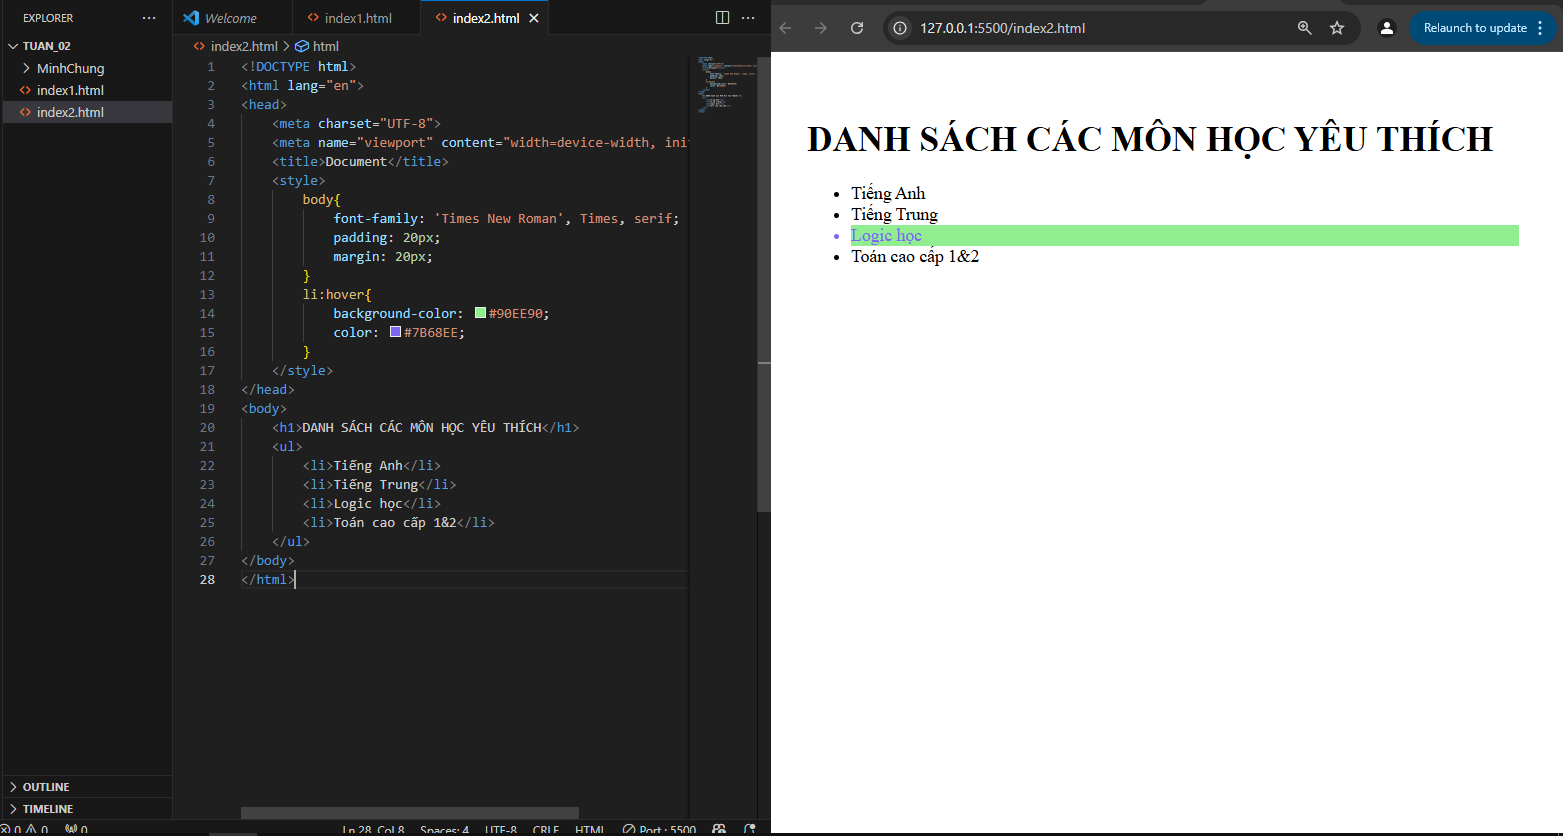 EXPLORER
TUAN_02
MinhChung
index1.html
index2.html
OUTLINE
TIMELINE
Welcome
index1.html
index2.html
index2.html > html
1 <!DOCTYPE html>
2 <html lang="en">
3 <head>
4 <meta charset="UTF-8">
5 <meta name="viewport" content="width=device-width, ini
6 <title>Document</title>
7 <style>
8 body{
9 font-family: 'Times New Roman', Times, serif;
10 padding: 20px;
11 margin: 20px;
12 }
13 li:hover{
14 background-color: #90EE90;
15 color: #7B68EE;
16 }
17 </style>
18 </head>
19 <body>
20 <h1>DANH SÁCH CÁC MÔN HỌC YÊU THÍCH</h1>
21 <ul>
22 <li>Tiếng Anh</li>
23 <li>Tiếng Trung</li>
24 <li>Logic học</li>
25 <li>Toán cao cấp 1&2</li>
26 </ul>
27 </body>
28 </html>
0 0 0
Ln 28, Col 8 Spaces: 4 UTF-8 CRLF HTML Port : 5500
127.0.0.1:5500/index2.html
Relaunch to update
DANH SÁCH CÁC MÔN HỌC YÊU THÍCH
Tiếng Anh
Tiếng Trung
Logic học
Toán cao cấp 1&2